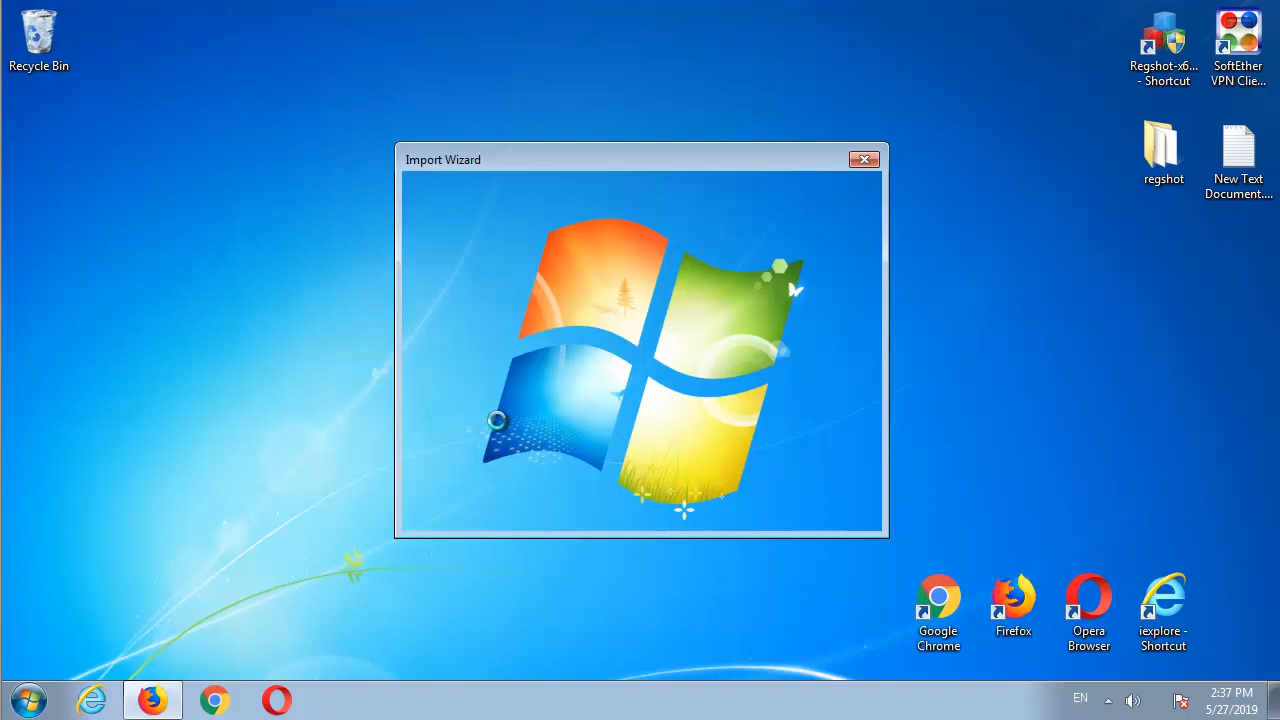 Recycle Bin
Regshot-x6...
- Shortcut
SoftEther
VPN Clie...
Import Wizard
regshot
New Text
Document....
Google
Chrome
Firefox
Opera
Browser
iexplore -
Shortcut
EN
2:37 PM
5/27/2019